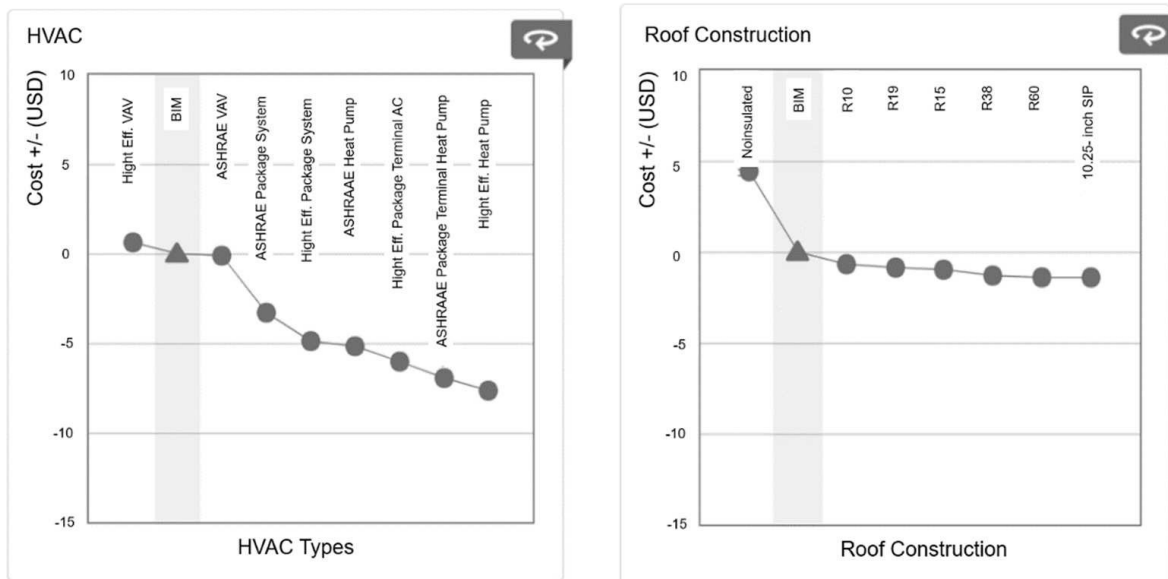 HVAC
Cost +/- (USD)
10
5
0
-5
-10
-15
Hight Eff. VAV
BIM
ASHRAE VAV
ASHRAE Package System
Hight Eff. Package System
ASHRAAE Heat Pump
Hight Eff. Package Terminal AC
ASHRAAE Package Terminal Heat Pump
Hight Eff. Heat Pump
HVAC Types
Roof Construction
Cost +/- (USD)
10
5
0
-5
-10
-15
Noinsulated
BIM
R10
R19
R15
R38
R60
10.25- inch SIP
Roof Construction